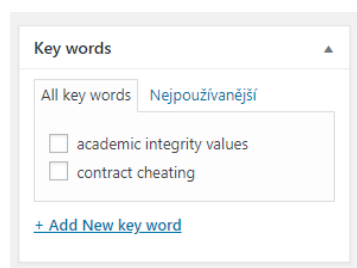 Key words
All key words Nejpoužívanější
academic integrity values
contract cheating
+ Add New key word